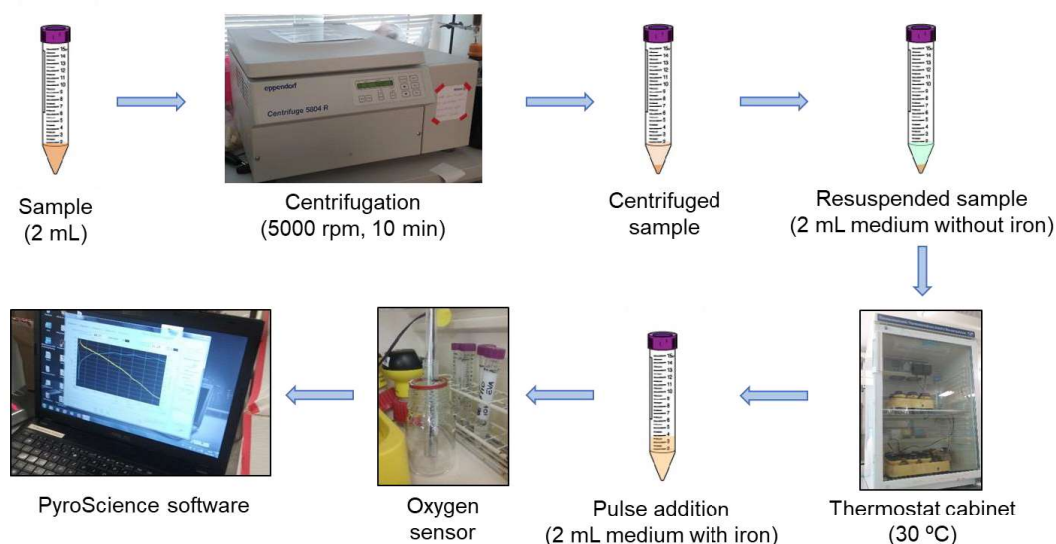 eppendorf
Centrifuge 5804 R
Sample
(2 mL)
Centrifugation
(5000 rpm, 10 min)
Centrifuged
sample
Resuspended sample
(2 mL medium without iron)
PyroScience software
Oxygen
sensor
Pulse addition
(2 mL medium with iron)
Thermostat cabinet
(30 ºC)